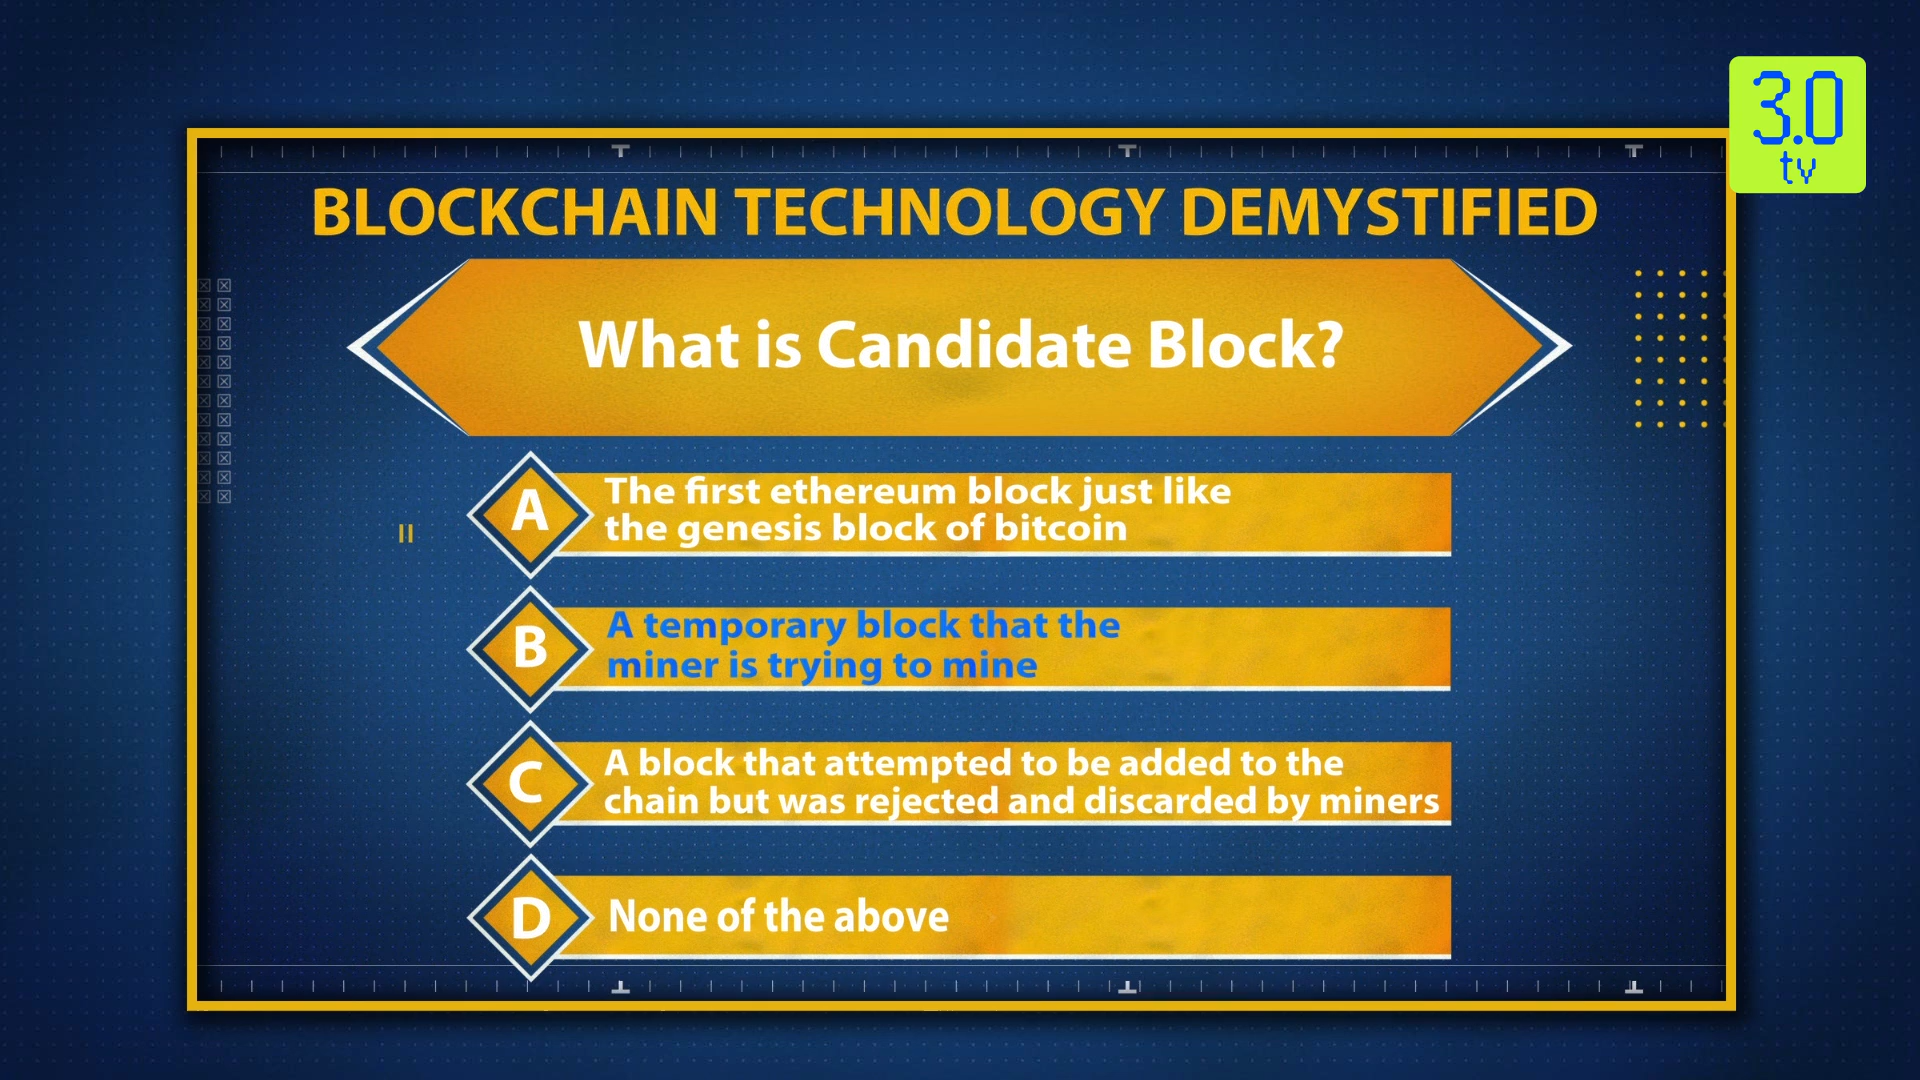 3.0
tv
BLOCKCHAIN TECHNOLOGY DEMYSTIFIED
What is Candidate Block?
A
The first ethereum block just like
the genesis block of bitcoin
B
A temporary block that the
miner is trying to mine
C
A block that attempted to be added to the
chain but was rejected and discarded by miners
D
None of the above